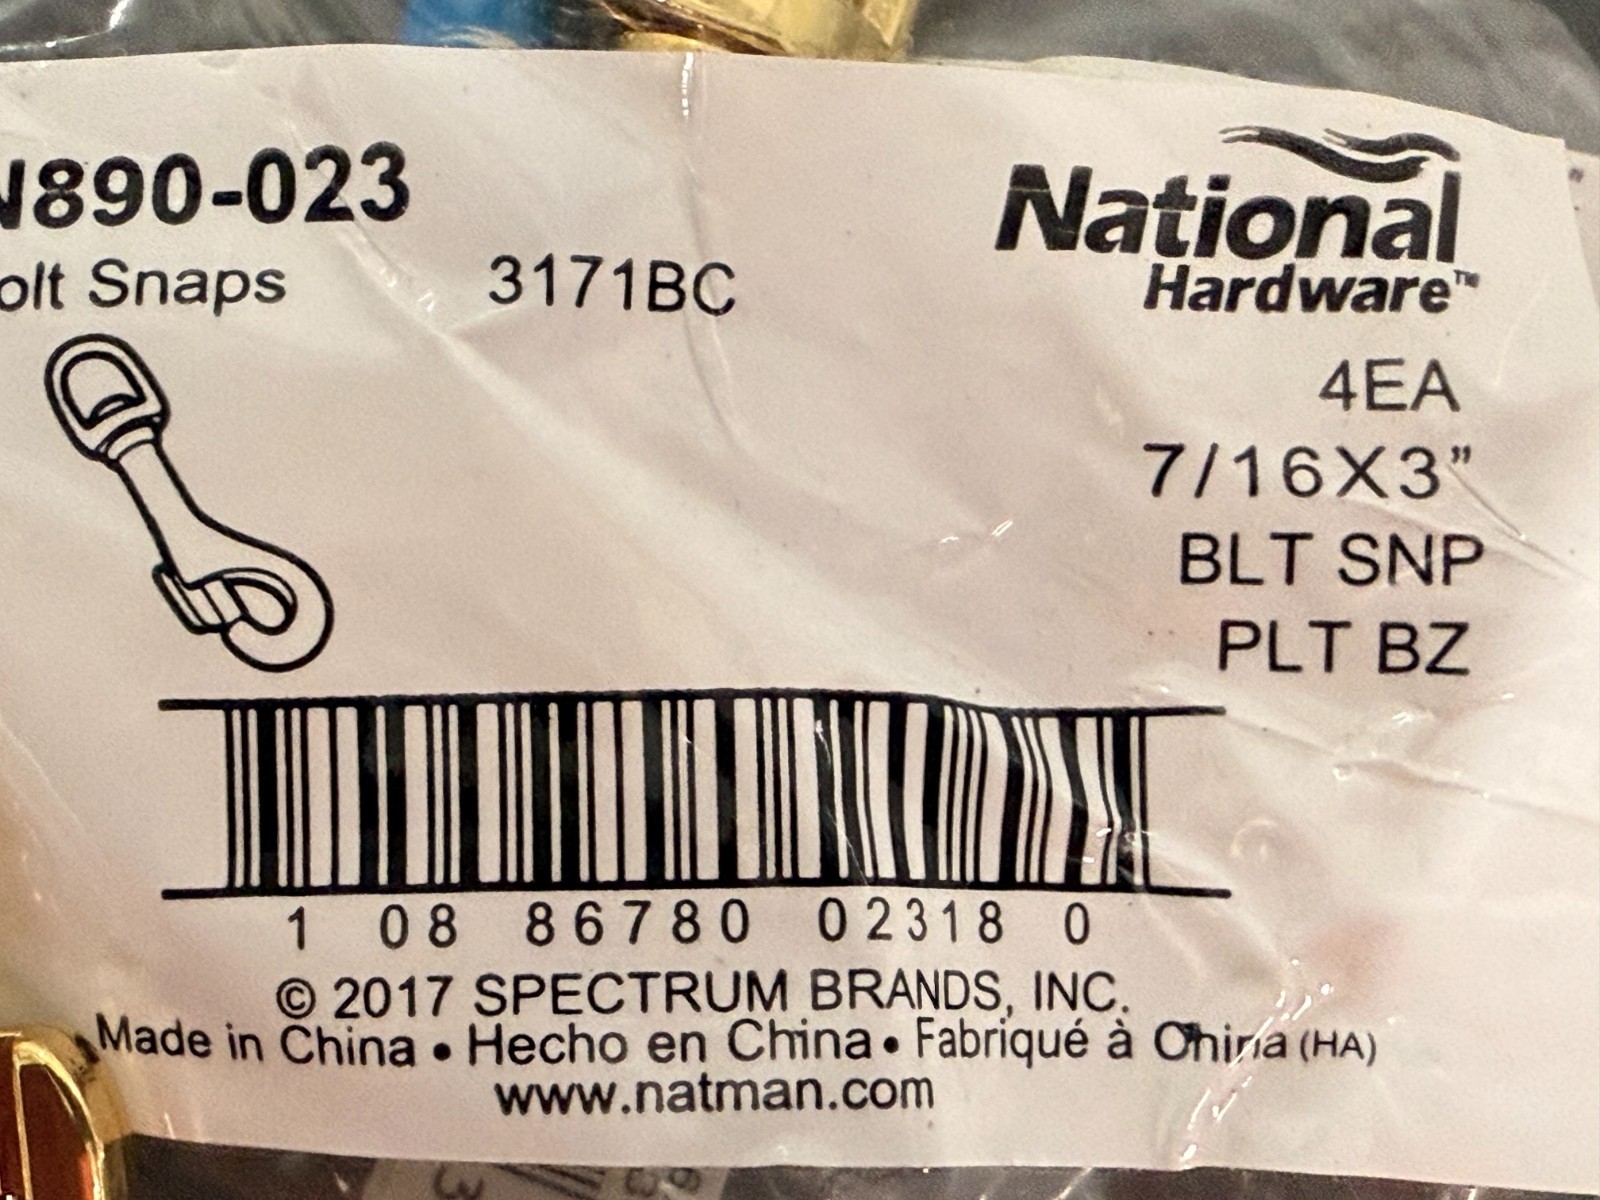 N890-023
National
Hardware™
olt Snaps 3171BC
4EA
7/16X3"
BLT SNP
PLT BZ
1 08 86780 02318 0
© 2017 SPECTRUM BRANDS, INC.
Made in China • Hecho en China • Fabriqué à China (HA)
www.natman.com